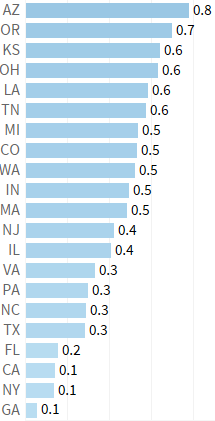 AZ 0.8
OR 0.7
KS 0.6
OH 0.6
LA 0.6
TN 0.6
MI 0.5
CO 0.5
WA 0.5
IN 0.5
MA 0.5
NJ 0.4
IL 0.4
VA 0.3
PA 0.3
NC 0.3
TX 0.3
FL 0.2
CA 0.1
NY 0.1
GA 0.1